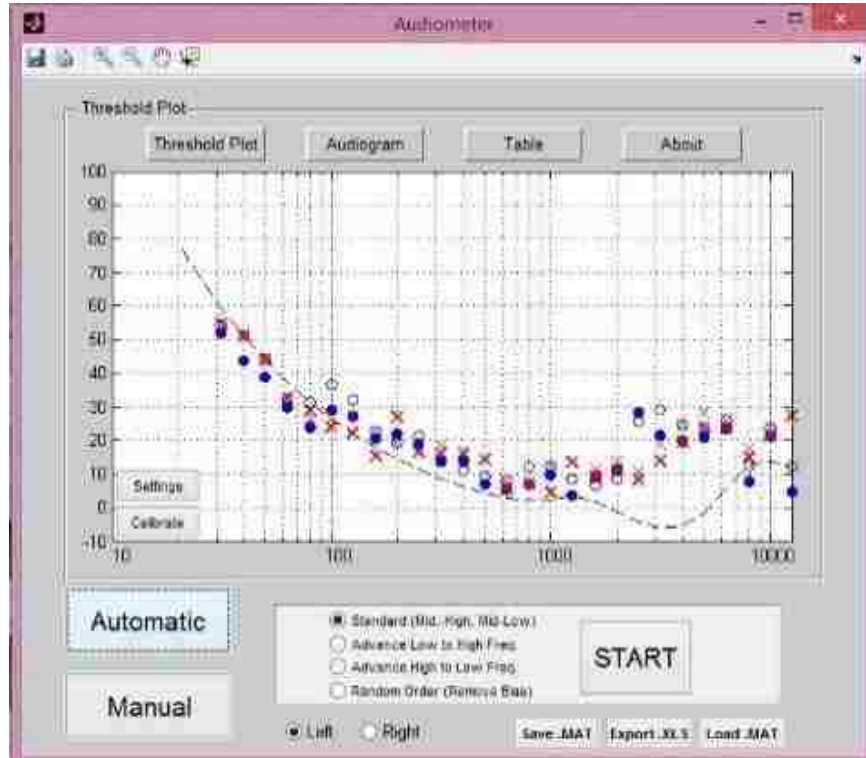 Audiometer
Threshold Plot
Threshold Plot Audiogram Table About
100
90
80
70
60
50
40
30
20
10
0
-10
Settings
Calibrate
10 100 1000 10000
Automatic
Manual
Standard (Mid,-High, Mid-Low)
Advance Low to High Freq
Advance High to Low Freq
Random Order (Remove Bias)
START
Left Right
Save .MAT Export .XLS Load .MAT